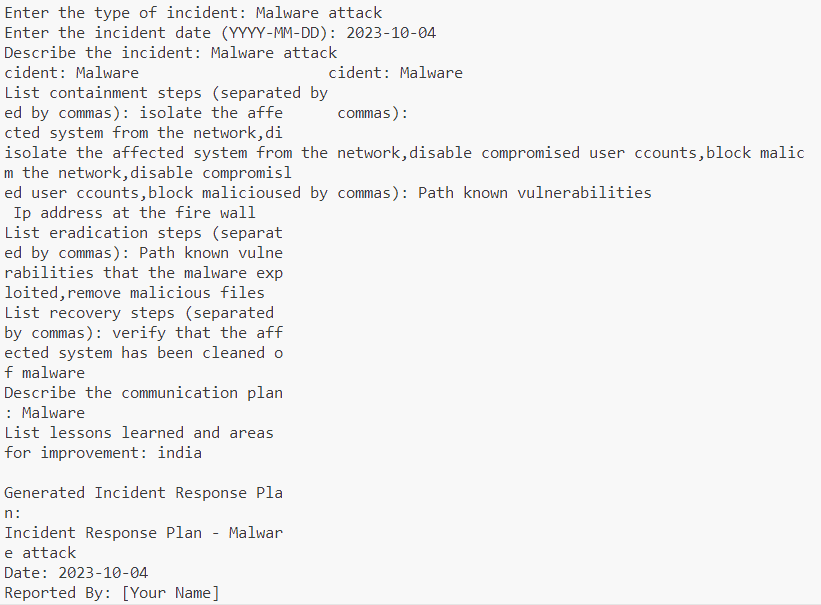 Enter the type of incident: Malware attack
Enter the incident date (YYYY-MM-DD): 2023-10-04
Describe the incident: Malware attack
cident: Malware                     cident: Malware
List containment steps (separated by
ed by commas): isolate the affe      commas):
cted system from the network,di
isolate the affected system from the network,disable compromised user ccounts,block malic
m the network,disable compromisl
ed user ccounts,block malicioused by commas): Path known vulnerabilities
 Ip address at the fire wall
List eradication steps (separat
ed by commas): Path known vulne
rabilities that the malware exp
loited,remove malicious files
List recovery steps (separated
by commas): verify that the aff
ected system has been cleaned o
f malware
Describe the communication plan
: Malware
List lessons learned and areas
for improvement: india

Generated Incident Response Pla
n:
Incident Response Plan - Malwar
e attack
Date: 2023-10-04
Reported By: [Your Name]